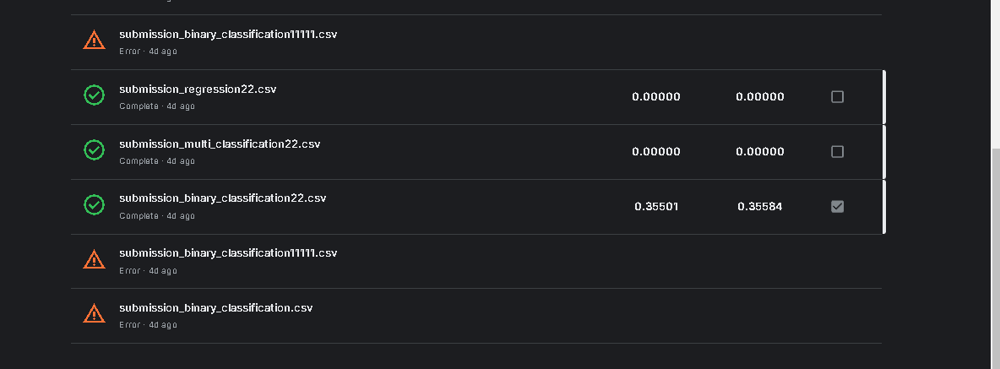 submission_binary_classification11111.csv
Error · 4d ago
submission_regression22.csv
Complete · 4d ago
0.00000 0.00000
submission_multi_classification22.csv
Complete · 4d ago
0.00000 0.00000
submission_binary_classification22.csv
Complete · 4d ago
0.35501 0.35584
submission_binary_classification11111.csv
Error · 4d ago
submission_binary_classification.csv
Error · 4d ago